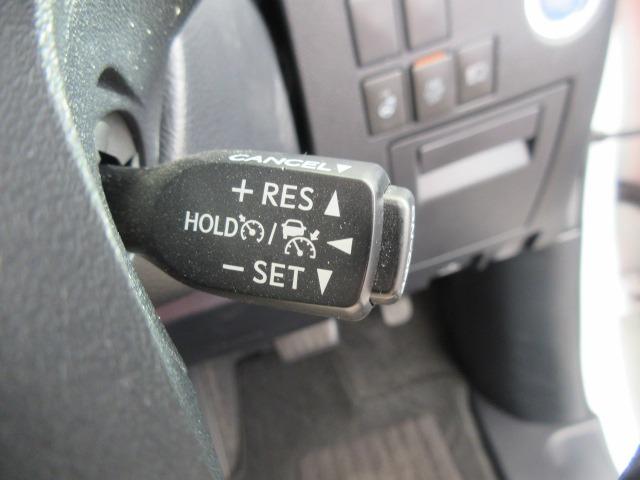 CANCEL▼
+ RES ▲
HOLD / ◀
− SET ▼